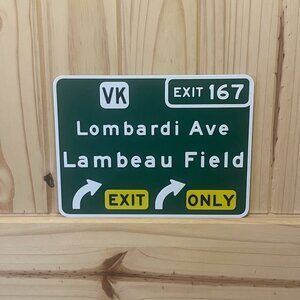 VK EXIT 167
Lombardi Ave
Lambeau Field
EXIT ONLY